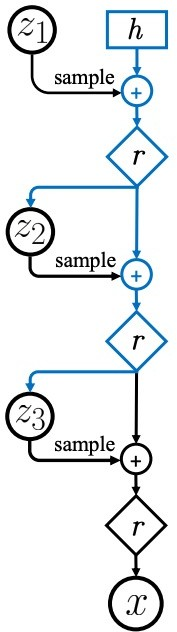 z1 h
sample +
r
z2
sample +
r
z3
sample +
r
x